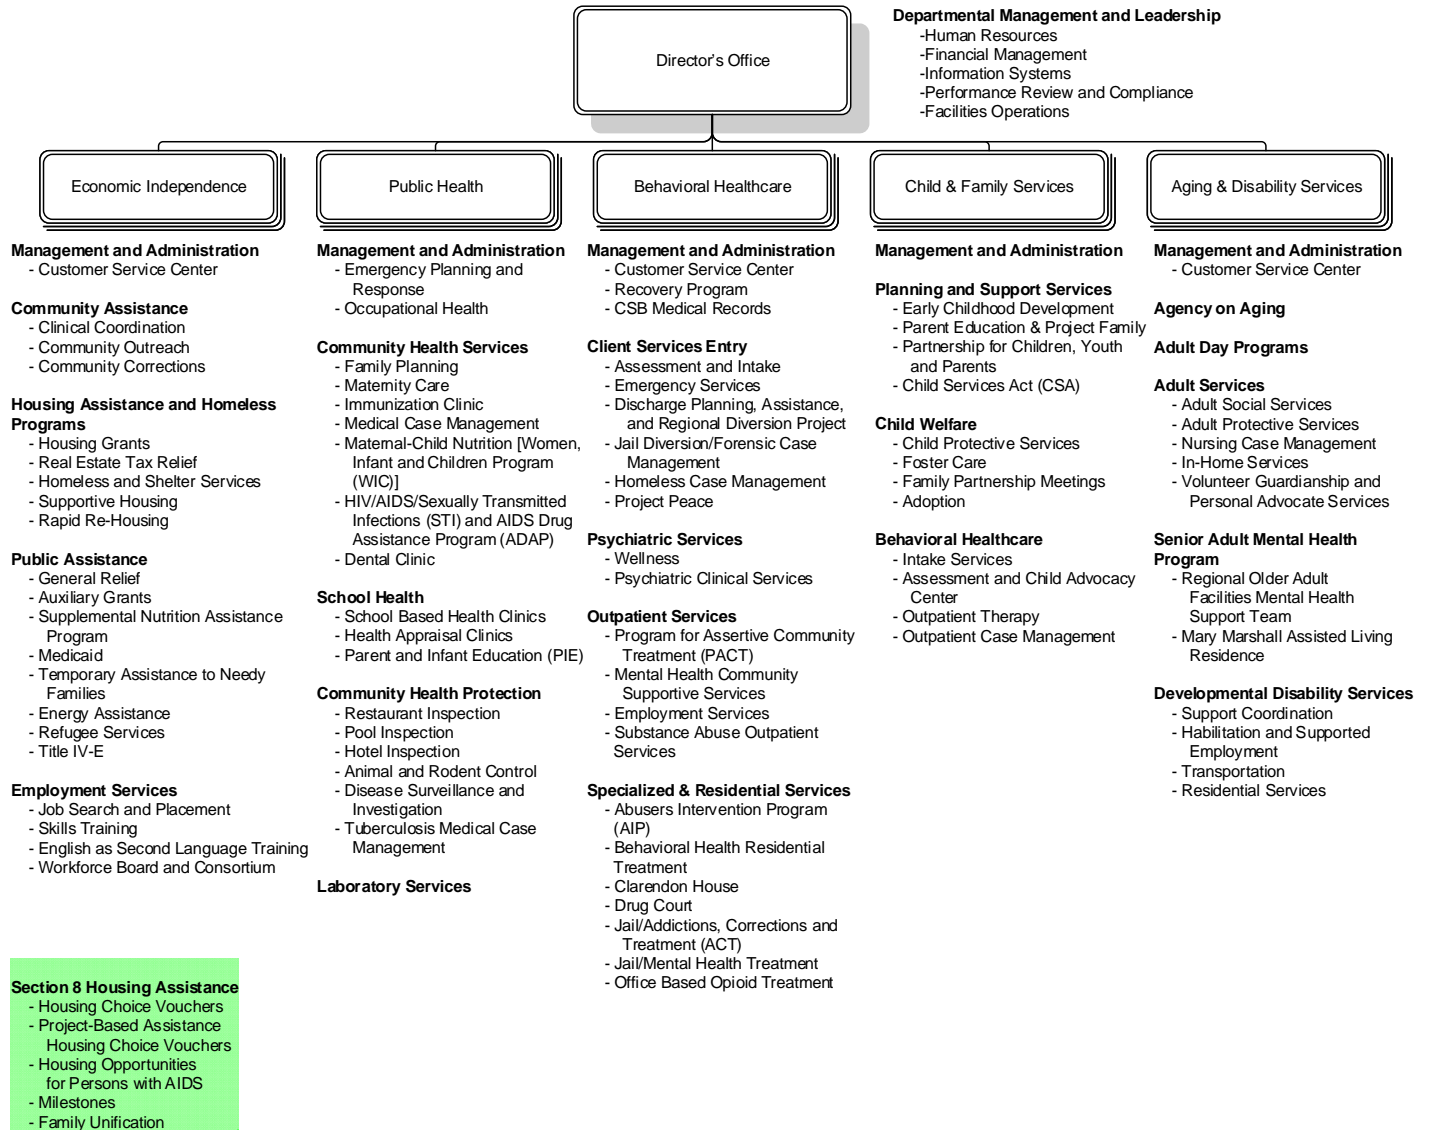 Director's Office
Departmental Management and Leadership
-Human Resources
-Financial Management
-Information Systems
-Performance Review and Compliance
-Facilities Operations
Economic Independence
Public Health
Behavioral Healthcare
Child & Family Services
Aging & Disability Services
Management and Administration
- Customer Service Center
Community Assistance
- Clinical Coordination
- Community Outreach
- Community Corrections
Housing Assistance and Homeless
Programs
- Housing Grants
- Real Estate Tax Relief
- Homeless and Shelter Services
- Supportive Housing
- Rapid Re-Housing
Public Assistance
- General Relief
- Auxiliary Grants
- Supplemental Nutrition Assistance
Program
- Medicaid
- Temporary Assistance to Needy
Families
- Energy Assistance
- Refugee Services
- Title IV-E
Employment Services
- Job Search and Placement
- Skills Training
- English as Second Language Training
- Workforce Board and Consortium
Section 8 Housing Assistance
- Housing Choice Vouchers
- Project-Based Assistance
Housing Choice Vouchers
- Housing Opportunities
for Persons with AIDS
- Milestones
- Family Unification
Management and Administration
- Emergency Planning and
Response
- Occupational Health
Community Health Services
- Family Planning
- Maternity Care
- Immunization Clinic
- Medical Case Management
- Maternal-Child Nutrition [Women,
Infant and Children Program
(WIC)]
- HIV/AIDS/Sexually Transmitted
Infections (STI) and AIDS Drug
Assistance Program (ADAP)
- Dental Clinic
School Health
- School Based Health Clinics
- Health Appraisal Clinics
- Parent and Infant Education (PIE)
Community Health Protection
- Restaurant Inspection
- Pool Inspection
- Hotel Inspection
- Animal and Rodent Control
- Disease Surveillance and
Investigation
- Tuberculosis Medical Case
Management
Laboratory Services
Management and Administration
- Customer Service Center
- Recovery Program
- CSB Medical Records
Client Services Entry
- Assessment and Intake
- Emergency Services
- Discharge Planning, Assistance,
and Regional Diversion Project
- Jail Diversion/Forensic Case
Management
- Homeless Case Management
- Project Peace
Psychiatric Services
- Wellness
- Psychiatric Clinical Services
Outpatient Services
- Program for Assertive Community
Treatment (PACT)
- Mental Health Community
Supportive Services
- Employment Services
- Substance Abuse Outpatient
Services
Specialized & Residential Services
- Abusers Intervention Program
(AIP)
- Behavioral Health Residential
Treatment
- Clarendon House
- Drug Court
- Jail/Addictions, Corrections and
Treatment (ACT)
- Jail/Mental Health Treatment
- Office Based Opioid Treatment
Management and Administration
Planning and Support Services
- Early Childhood Development
- Parent Education & Project Family
- Partnership for Children, Youth
and Parents
- Child Services Act (CSA)
Child Welfare
- Child Protective Services
- Foster Care
- Family Partnership Meetings
- Adoption
Behavioral Healthcare
- Intake Services
- Assessment and Child Advocacy
Center
- Outpatient Therapy
- Outpatient Case Management
Management and Administration
- Customer Service Center
Agency on Aging
Adult Day Programs
Adult Services
- Adult Social Services
- Adult Protective Services
- Nursing Case Management
- In-Home Services
- Volunteer Guardianship and
Personal Advocate Services
Senior Adult Mental Health
Program
- Regional Older Adult
Facilities Mental Health
Support Team
- Mary Marshall Assisted Living
Residence
Developmental Disability Services
- Support Coordination
- Habilitation and Supported
Employment
- Transportation
- Residential Services